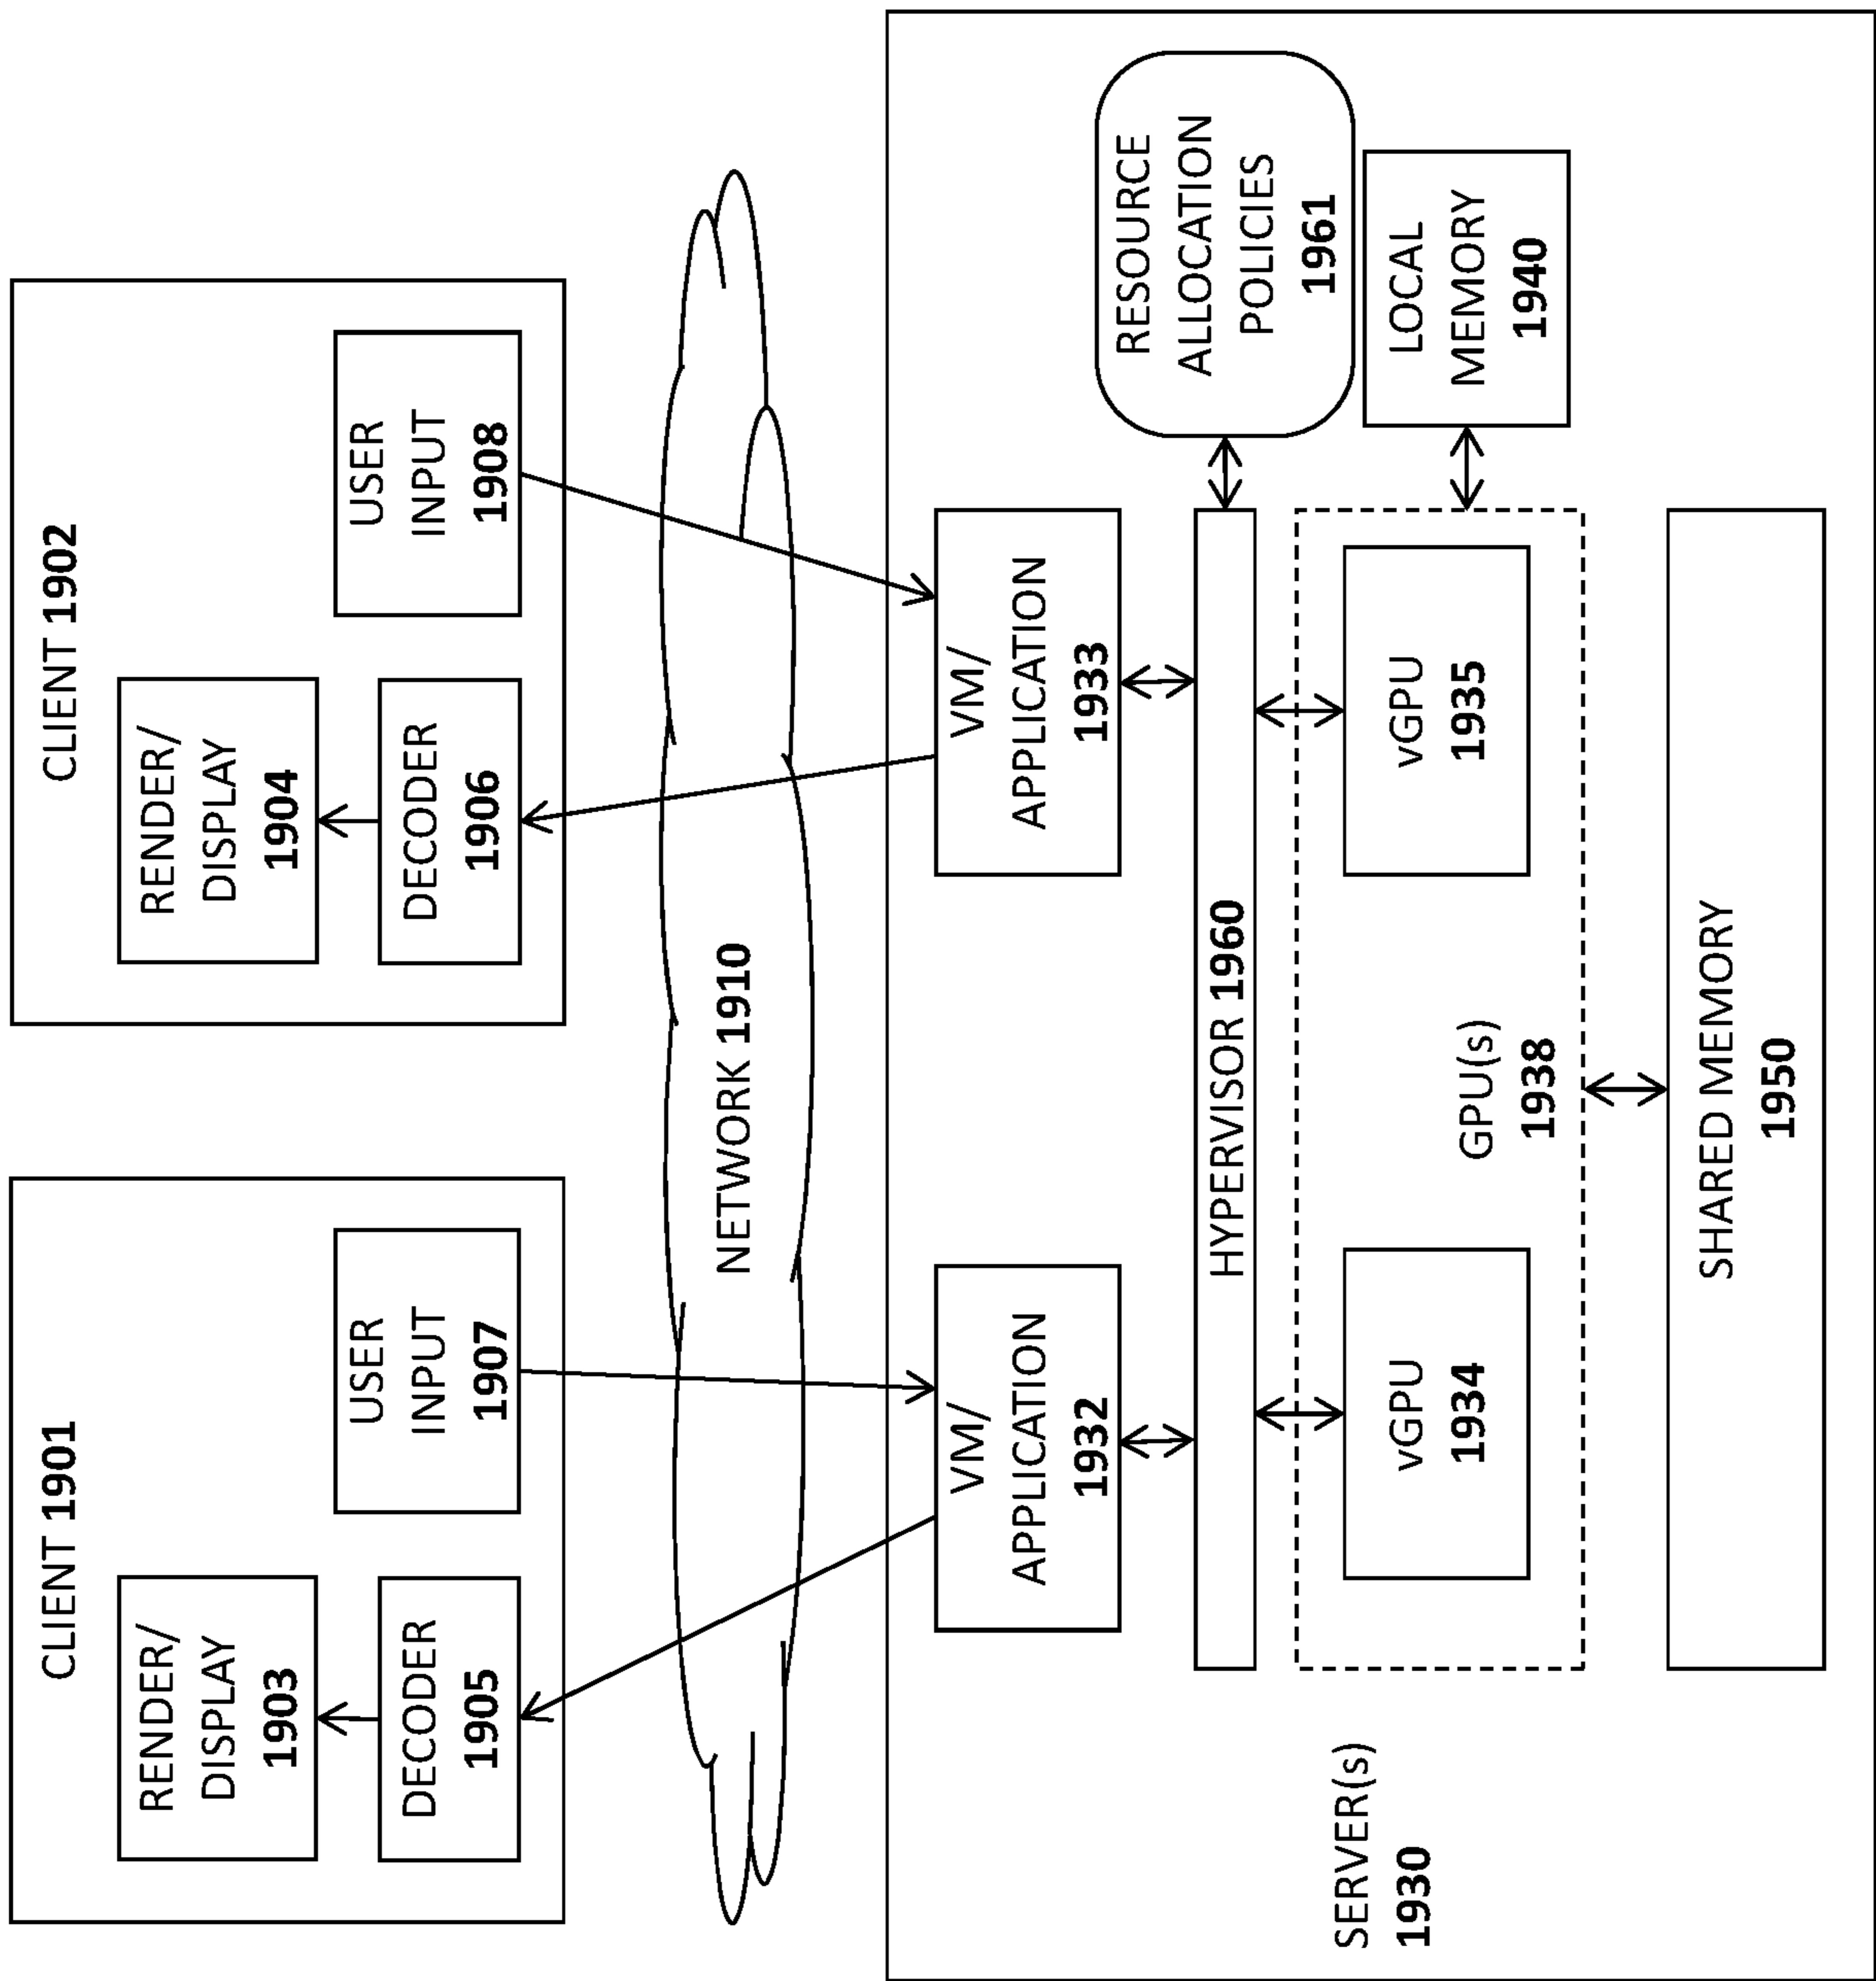 CLIENT 1901
RENDER/
DISPLAY
1903
DECODER
1905
USER
INPUT
1907
CLIENT 1902
RENDER/
DISPLAY
1904
DECODER
1906
USER
INPUT
1908
NETWORK 1910
SERVER(s)
1930
VM/
APPLICATION
1932
VM/
APPLICATION
1933
HYPERVISOR 1960
RESOURCE
ALLOCATION
POLICIES
1961
vGPU
1934
GPU(s)
1938
vGPU
1935
LOCAL
MEMORY
1940
SHARED MEMORY
1950